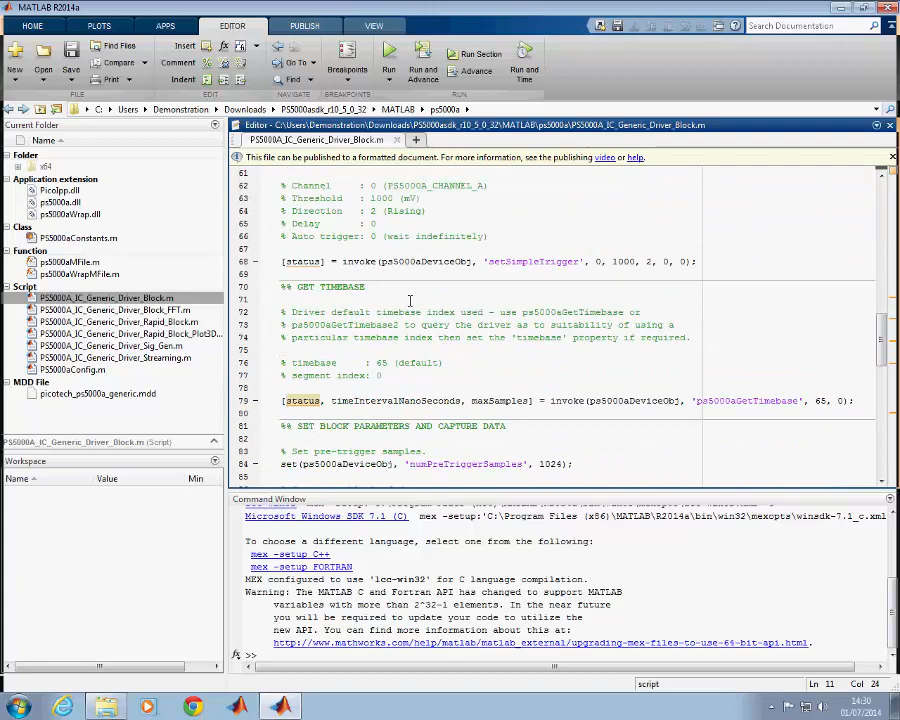 MATLAB R2014a
HOME PLOTS APPS EDITOR PUBLISH VIEW
Search Documentation
New Open Save Find Files Compare Print
Insert Comment Indent
Go To Find
Breakpoints
Run Run and Advance
Run Section Advance
Run and Time
FILE EDIT NAVIGATE BREAKPOINTS RUN
C: Users Demonstration Downloads PS5000asdk_r10_5_0_32 MATLAB ps5000a
Current Folder
Name
Folder
x64
Application extension
PicoIpp.dll
ps5000a.dll
ps5000aWrap.dll
Class
PS5000aConstants.m
Function
ps5000aMFile.m
ps5000aWrapMFile.m
Script
PS5000A_IC_Generic_Driver_Block.m
PS5000A_IC_Generic_Driver_Block_FFT.m
PS5000A_IC_Generic_Driver_Rapid_Block.m
PS5000A_IC_Generic_Driver_Rapid_Block_Plot3D...
PS5000A_IC_Generic_Driver_Sig_Gen.m
PS5000A_IC_Generic_Driver_Streaming.m
PS5000aConfig.m
MDD File
picotech_ps5000a_generic.mdd
PS5000A_IC_Generic_Driver_Block.m (Script)
Workspace
Name Value Min
Editor - C:\Users\Demonstration\Downloads\PS5000asdk_r10_5_0_32\MATLAB\ps5000a\PS5000A_IC_Generic_Driver_Block.m
PS5000A_IC_Generic_Driver_Block.m
This file can be published to a formatted document. For more information, see the publishing video or help.
61
62 % Channel : 0 (PS5000A_CHANNEL_A)
63 % Threshold : 1000 (mV)
64 % Direction : 2 (Rising)
65 % Delay : 0
66 % Auto trigger: 0 (wait indefinitely)
67
68 [status] = invoke(ps5000aDeviceObj, 'setSimpleTrigger', 0, 1000, 2, 0, 0);
69
70 %% GET TIMEBASE
71
72 % Driver default timebase index used - use ps5000aGetTimebase or
73 % ps5000aGetTimebase2 to query the driver as to suitability of using a
74 % particular timebase index then set the 'timebase' property if required.
75
76 % timebase : 65 (default)
77 % segment index: 0
78
79 [status, timeIntervalNanoSeconds, maxSamples] = invoke(ps5000aDeviceObj, 'ps5000aGetTimebase', 65, 0);
80
81 %% SET BLOCK PARAMETERS AND CAPTURE DATA
82
83 % Set pre-trigger samples.
84 set(ps5000aDeviceObj, 'numPreTriggerSamples', 1024);
85
Command Window
Microsoft Windows SDK 7.1 (C) mex -setup:'C:\Program Files (x86)\MATLAB\R2014a\bin\win32\mexopts\winsdk-7.1_c.xml
To choose a different language, select one from the following:
mex -setup C++
mex -setup FORTRAN
MEX configured to use 'lcc-win32' for C language compilation.
Warning: The MATLAB C and Fortran API has changed to support MATLAB
variables with more than 2^32-1 elements. In the near future
you will be required to update your code to utilize the
new API. You can find more information about this at:
http://www.mathworks.com/help/matlab/matlab_external/upgrading-mex-files-to-use-64-bit-api.html.
>>
script Ln 11 Col 24
14:30
01/07/2014